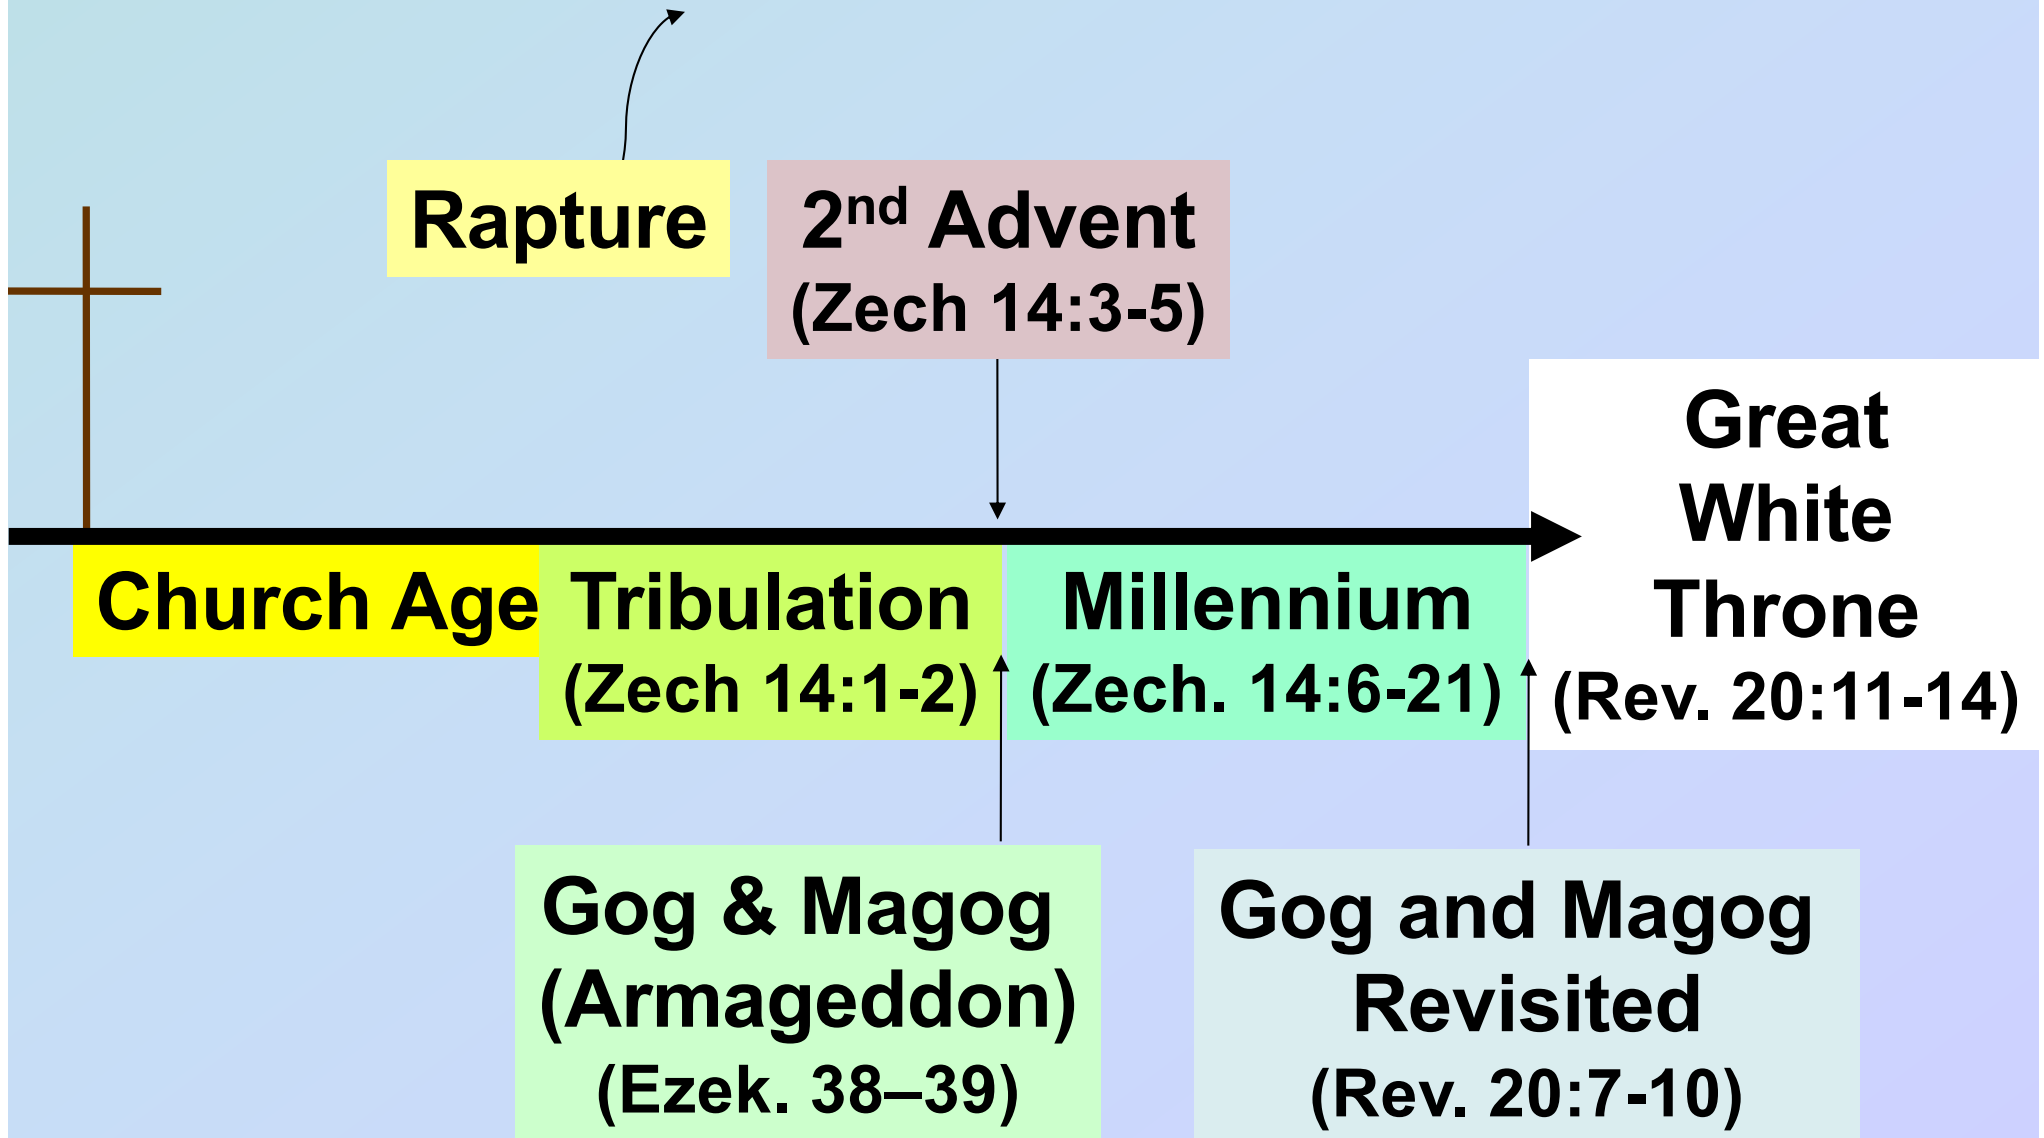 Rapture
2nd Advent
(Zech 14:3-5)
Great
White
Throne
(Rev. 20:11-14)
Church Age
Tribulation
(Zech 14:1-2)
Millennium
(Zech. 14:6-21)
Gog & Magog
(Armageddon)
(Ezek. 38–39)
Gog and Magog
Revisited
(Rev. 20:7-10)